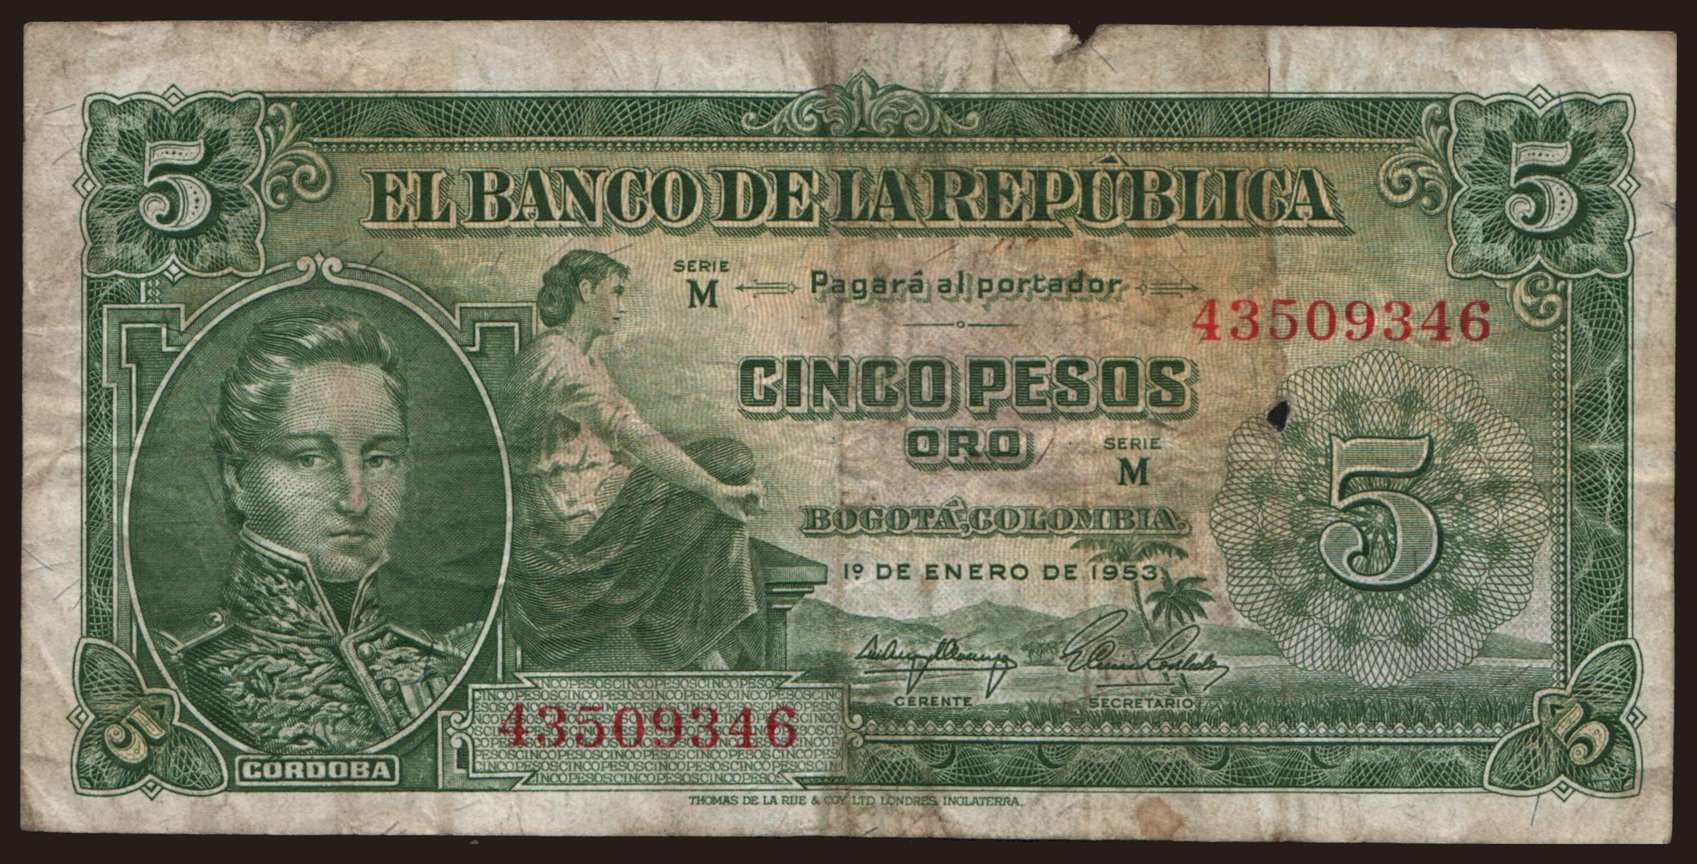 5 5
EL BANCO DE LA REPÚBLICA
SERIE
M
Pagará al portador
43509346
CINCO PESOS
ORO
SERIE
M
5
BOGOTÁ, COLOMBIA.
1º DE ENERO DE 1953
GERENTE SECRETARIO
CINCOPESOSCINCOPESOSCINCOPESOS
43509346
5 5
CORDOBA
THOMAS DE LA RUE & COY. LTD. LONDRES, INGLATERRA.